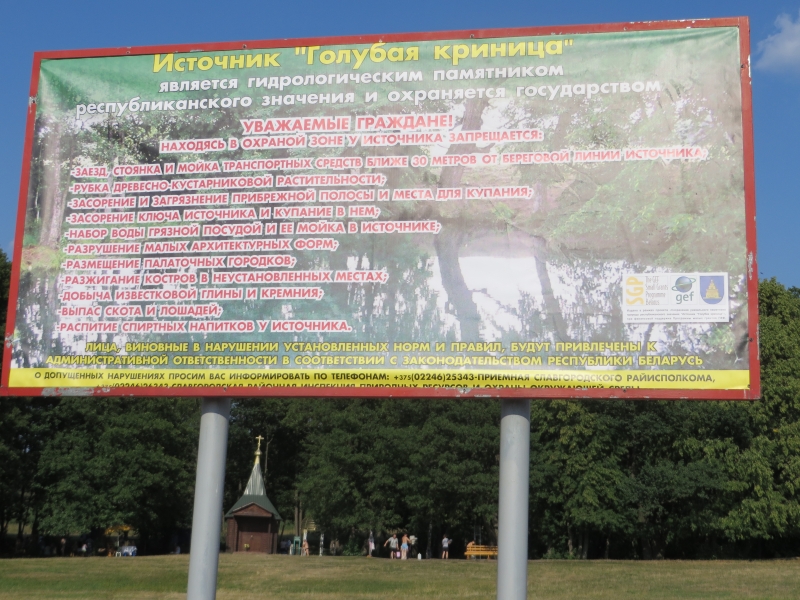 Источник "Голубая криница"
является гидрологическим памятником
республиканского значения и охраняется государством
УВАЖАЕМЫЕ ГРАЖДАНЕ!
НАХОДЯСЬ В ОХРАНОЙ ЗОНЕ У ИСТОЧНИКА ЗАПРЕЩАЕТСЯ:
-ЗАЕЗД, СТОЯНКА И МОЙКА ТРАНСПОРТНЫХ СРЕДСТВ БЛИЖЕ 30 МЕТРОВ ОТ БЕРЕГОВОЙ ЛИНИИ ИСТОЧНИКА;
-РУБКА ДРЕВЕСНО-КУСТАРНИКОВОЙ РАСТИТЕЛЬНОСТИ;
-ЗАСОРЕНИЕ И ЗАГРЯЗНЕНИЕ ПРИБРЕЖНОЙ ПОЛОСЫ И МЕСТА ДЛЯ КУПАНИЯ;
-ЗАСОРЕНИЕ КЛЮЧА ИСТОЧНИКА И КУПАНИЕ В НЕМ;
-НАБОР ВОДЫ ГРЯЗНОЙ ПОСУДОЙ И ЕЕ МОЙКА В ИСТОЧНИКЕ;
-РАЗРУШЕНИЕ МАЛЫХ АРХИТЕКТУРНЫХ ФОРМ;
-РАЗМЕЩЕНИЕ ПАЛАТОЧНЫХ ГОРОДКОВ;
-РАЗЖИГАНИЕ КОСТРОВ В НЕУСТАНОВЛЕННЫХ МЕСТАХ;
-ДОБЫЧА ИЗВЕСТКОВОЙ ГЛИНЫ И КРЕМНИЯ;
-ВЫПАС СКОТА И ЛОШАДЕЙ;
-РАСПИТИЕ СПИРТНЫХ НАПИТКОВ У ИСТОЧНИКА.
SGP
gef
ЛИЦА, ВИНОВНЫЕ В НАРУШЕНИИ УСТАНОВЛЕННЫХ НОРМ И ПРАВИЛ, БУДУТ ПРИВЛЕЧЕНЫ К
АДМИНИСТРАТИВНОЙ ОТВЕТСТВЕННОСТИ В СООТВЕТСТВИИ С ЗАКОНОДАТЕЛЬСТВОМ РЕСПУБЛИКИ БЕЛАРУСЬ
О ДОПУЩЕННЫХ НАРУШЕНИЯХ ПРОСИМ ВАС ИНФОРМИРОВАТЬ ПО ТЕЛЕФОНАМ: +375(02246)25343-ПРИЕМНАЯ СЛАВГОРОДСКОГО РАЙИСПОЛКОМА,
СЛАВГОРОДСКАЯ РАЙОННАЯ ИНСПЕКЦИЯ ПРИРОДНЫХ РЕСУРСОВ И ОХРАНЫ ОКРУЖАЮЩЕЙ СРЕДЫ